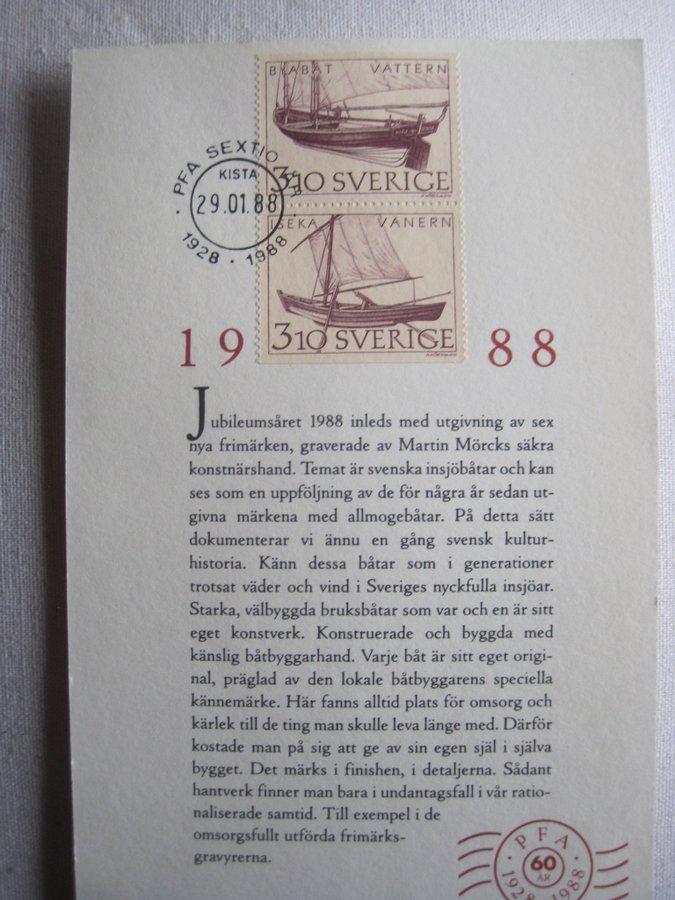 BYABÅT VÄTTERN
3,10 SVERIGE
PFA SEXTIO ÅR
KISTA
29.01.88
1928 · 1988
ISEKA VÄNERN
3,10 SVERIGE
1988
Jubileumsåret 1988 inleds med utgivning av sex
nya frimärken, graverade av Martin Mörcks säkra
konstnärshand. Temat är svenska insjöbåtar och kan
ses som en uppföljning av de för några år sedan ut-
givna märkena med allmogebåtar. På detta sätt
dokumenterar vi ännu en gång svensk kultur-
historia. Känn dessa båtar som i generationer
trotsat väder och vind i Sveriges nyckfulla insjöar.
Starka, välbyggda bruksbåtar som var och en är sitt
eget konstverk. Konstruerade och byggda med
känslig båtbyggarhand. Varje båt är sitt eget origi-
nal, präglad av den lokale båtbyggarens speciella
kännemärke. Här fanns alltid plats för omsorg och
kärlek till de ting man skulle leva länge med. Därför
kostade man på sig att ge av sin egen själ i själva
bygget. Det märks i finishen, i detaljerna. Sådant
hantverk finner man bara i undantagsfall i vår ratio-
naliserade samtid. Till exempel i de
omsorgsfullt utförda frimärks-
gravyrerna.
PFA
60
ÅR
1928 1988